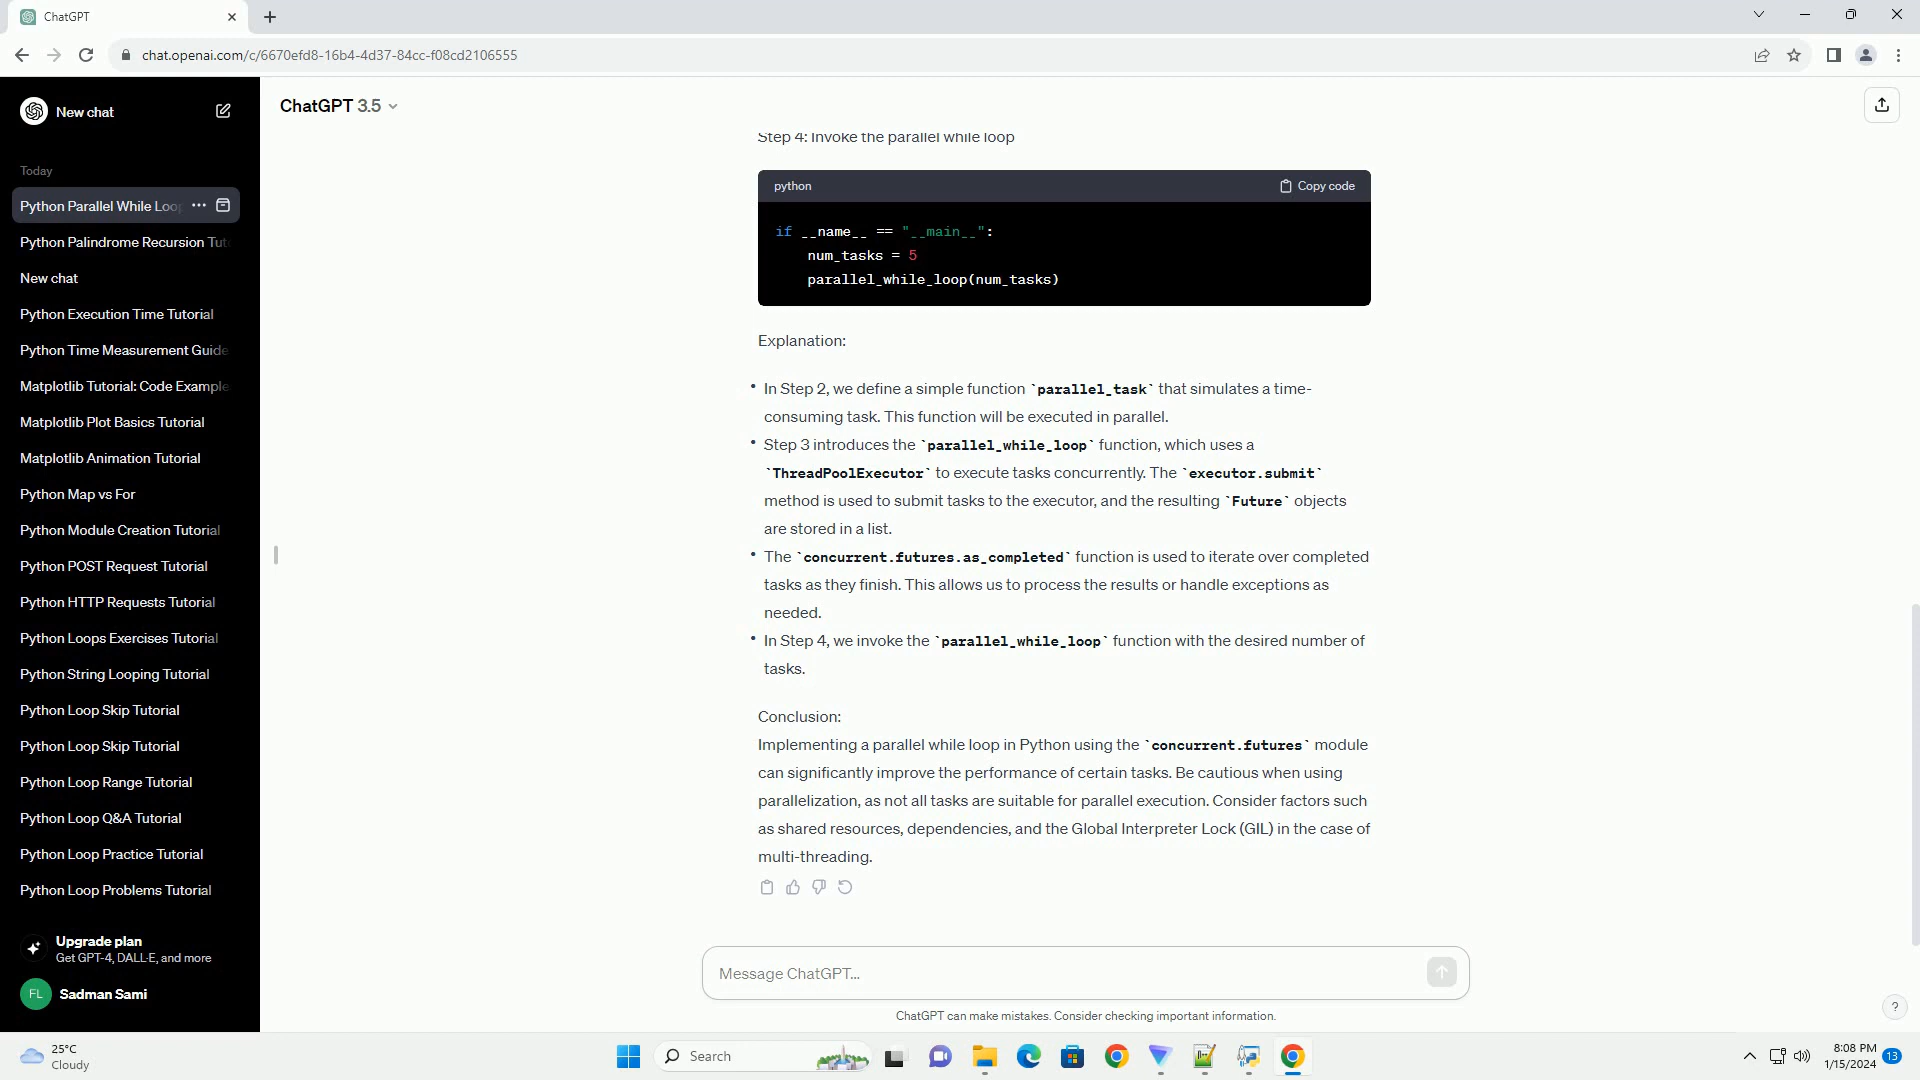 ChatGPT
chat.openai.com/c/6670efd8-16b4-4d37-84cc-f08cd2106555
New chat
Today
Python Parallel While Loop
Python Palindrome Recursion Tut
New chat
Python Execution Time Tutorial
Python Time Measurement Guide
Matplotlib Tutorial: Code Example
Matplotlib Plot Basics Tutorial
Matplotlib Animation Tutorial
Python Map vs For
Python Module Creation Tutorial
Python POST Request Tutorial
Python HTTP Requests Tutorial
Python Loops Exercises Tutorial
Python String Looping Tutorial
Python Loop Skip Tutorial
Python Loop Skip Tutorial
Python Loop Range Tutorial
Python Loop Q&A Tutorial
Python Loop Practice Tutorial
Python Loop Problems Tutorial
Upgrade plan
Get GPT-4, DALL·E, and more
FL Sadman Sami
ChatGPT 3.5
Step 4: Invoke the parallel while loop
python Copy code
if __name__ == "__main__":
    num_tasks = 5
    parallel_while_loop(num_tasks)
Explanation:
• In Step 2, we define a simple function `parallel_task` that simulates a time-
consuming task. This function will be executed in parallel.
• Step 3 introduces the `parallel_while_loop` function, which uses a
`ThreadPoolExecutor` to execute tasks concurrently. The `executor.submit`
method is used to submit tasks to the executor, and the resulting `Future` objects
are stored in a list.
• The `concurrent.futures.as_completed` function is used to iterate over completed
tasks as they finish. This allows us to process the results or handle exceptions as
needed.
• In Step 4, we invoke the `parallel_while_loop` function with the desired number of
tasks.
Conclusion:
Implementing a parallel while loop in Python using the `concurrent.futures` module
can significantly improve the performance of certain tasks. Be cautious when using
parallelization, as not all tasks are suitable for parallel execution. Consider factors such
as shared resources, dependencies, and the Global Interpreter Lock (GIL) in the case of
multi-threading.
Message ChatGPT...
ChatGPT can make mistakes. Consider checking important information.
?
25°C
Cloudy
Search
8:08 PM
1/15/2024
13